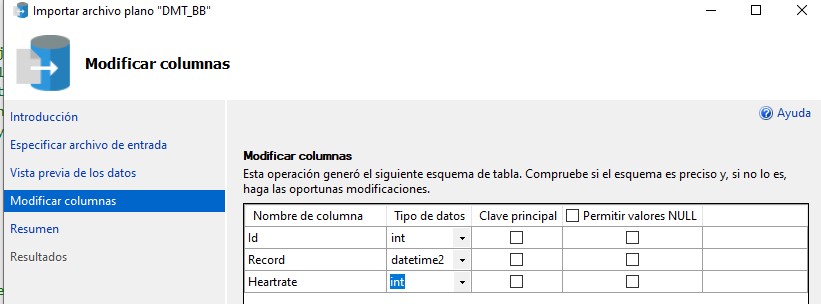 Importar archivo plano "DMT_BB"
Modificar columnas
Introducción
Especificar archivo de entrada
Vista previa de los datos
Modificar columnas
Resumen
Resultados
Ayuda
Modificar columnas
Esta operación generó el siguiente esquema de tabla. Compruebe si el esquema es preciso y, si no lo es,
haga las oportunas modificaciones.
Nombre de columna Tipo de datos Clave principal Permitir valores NULL
Id int
Record datetime2
Heartrate int